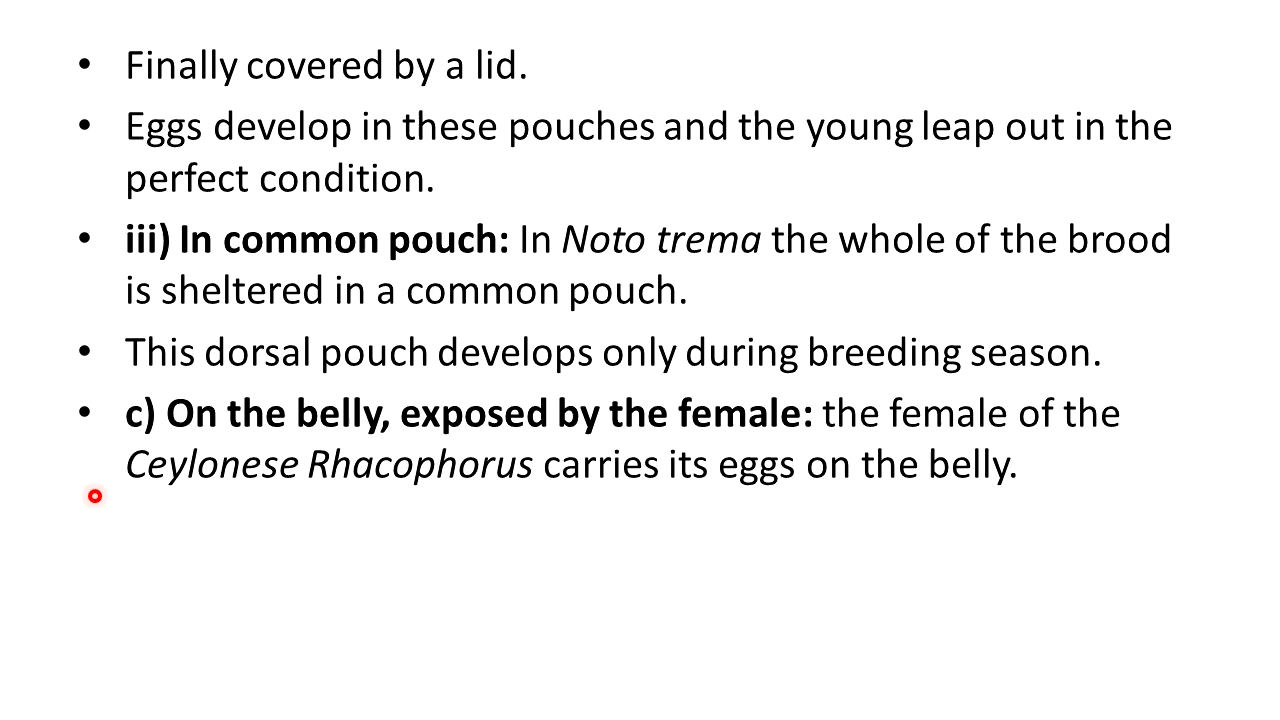 • Finally covered by a lid.
• Eggs develop in these pouches and the young leap out in the
perfect condition.
• iii) In common pouch: In Noto trema the whole of the brood
is sheltered in a common pouch.
• This dorsal pouch develops only during breeding season.
• c) On the belly, exposed by the female: the female of the
Ceylonese Rhacophorus carries its eggs on the belly.